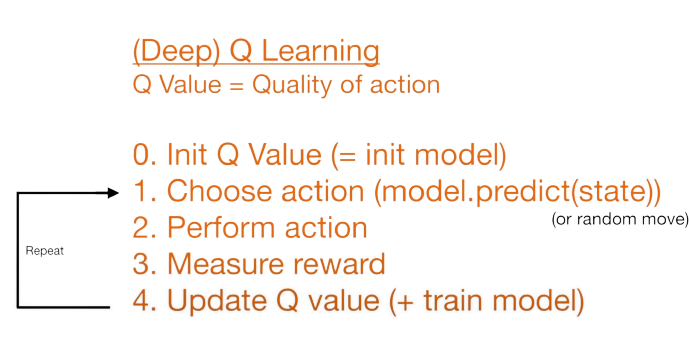 (Deep) Q Learning
Q Value = Quality of action
0. Init Q Value (= init model)
1. Choose action (model.predict(state))
(or random move)
2. Perform action
Repeat
3. Measure reward
4. Update Q value (+ train model)